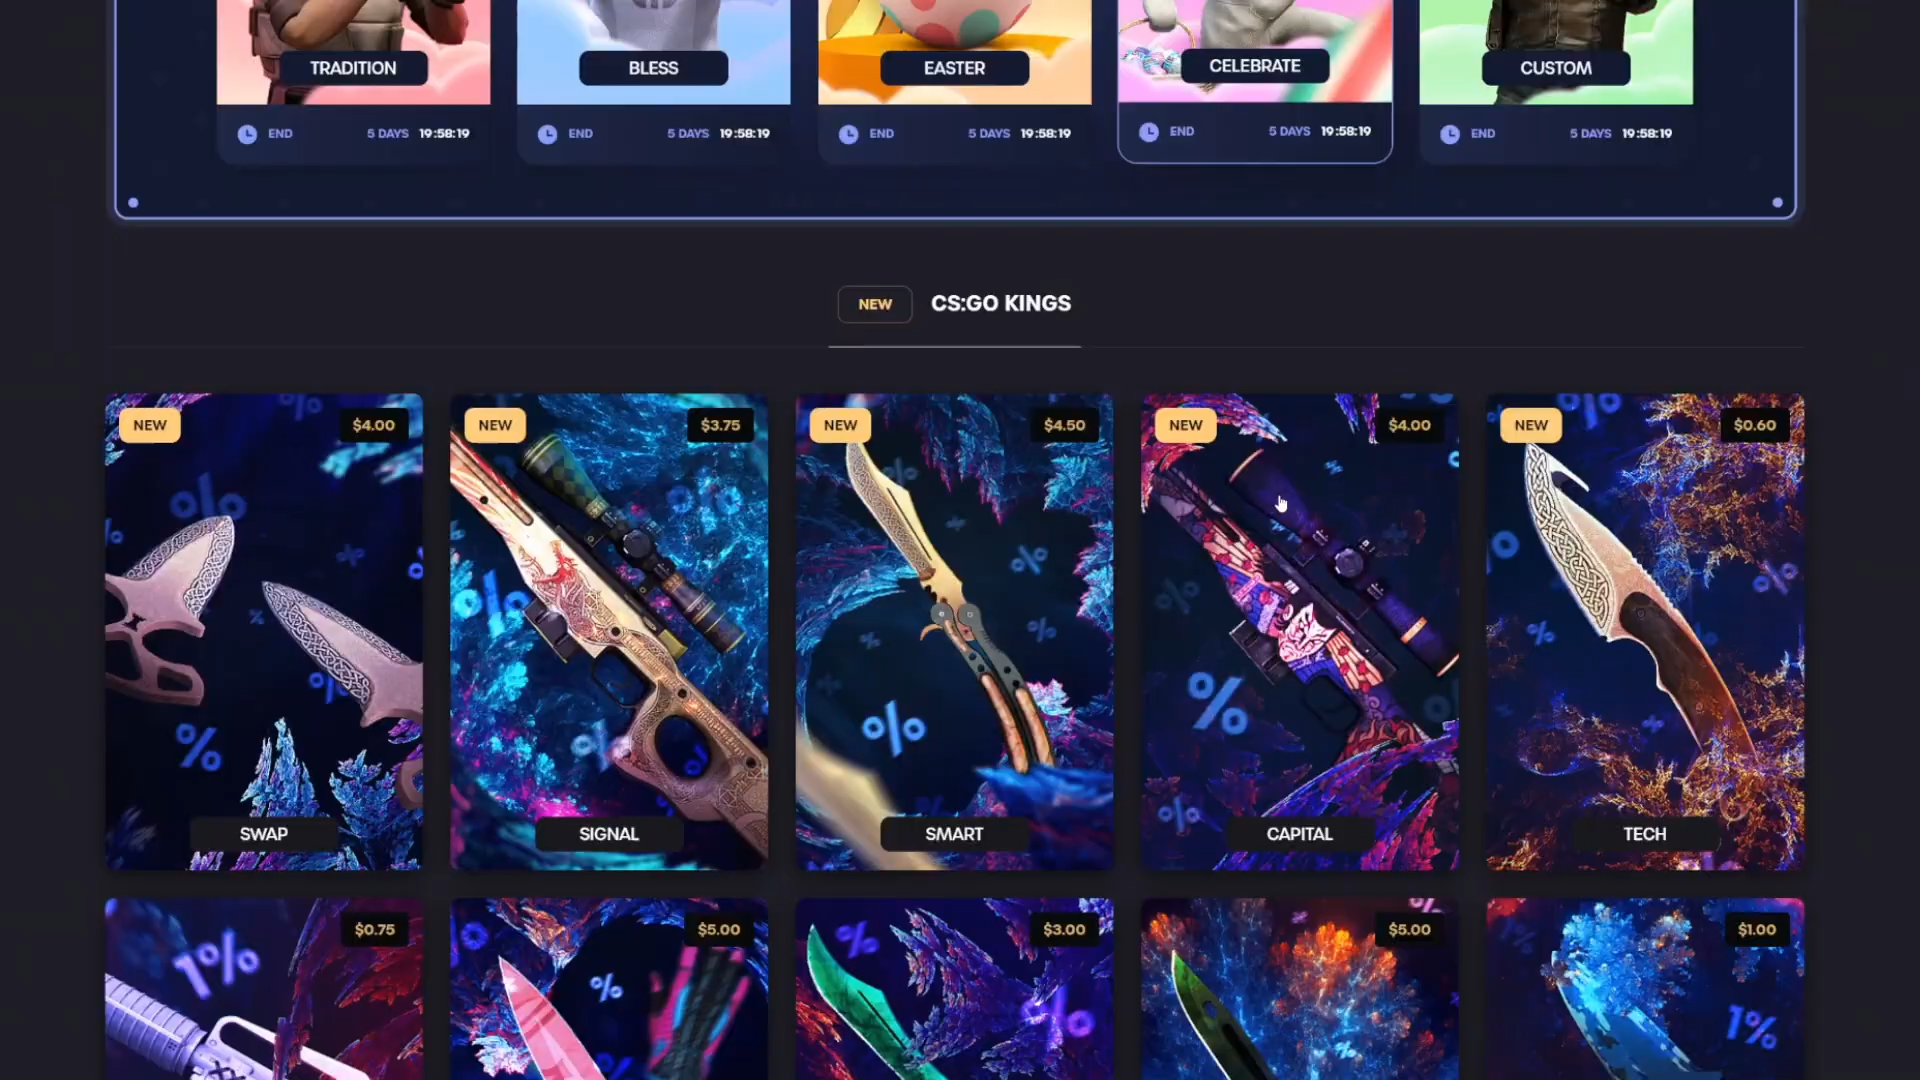 TRADITION
BLESS
EASTER
CELEBRATE
CUSTOM
END 5 DAYS 19:58:19
END 5 DAYS 19:58:19
END 5 DAYS 19:58:19
END 5 DAYS 19:58:19
END 5 DAYS 19:58:19
NEW CS:GO KINGS
NEW $4.00
NEW $3.75
NEW $4.50
NEW $4.00
NEW $0.60
%
%
%
%
%
SWAP
SIGNAL
SMART
CAPITAL
TECH
$0.75
$5.00
$3.00
$5.00
$1.00
1%
%
%
%
1%